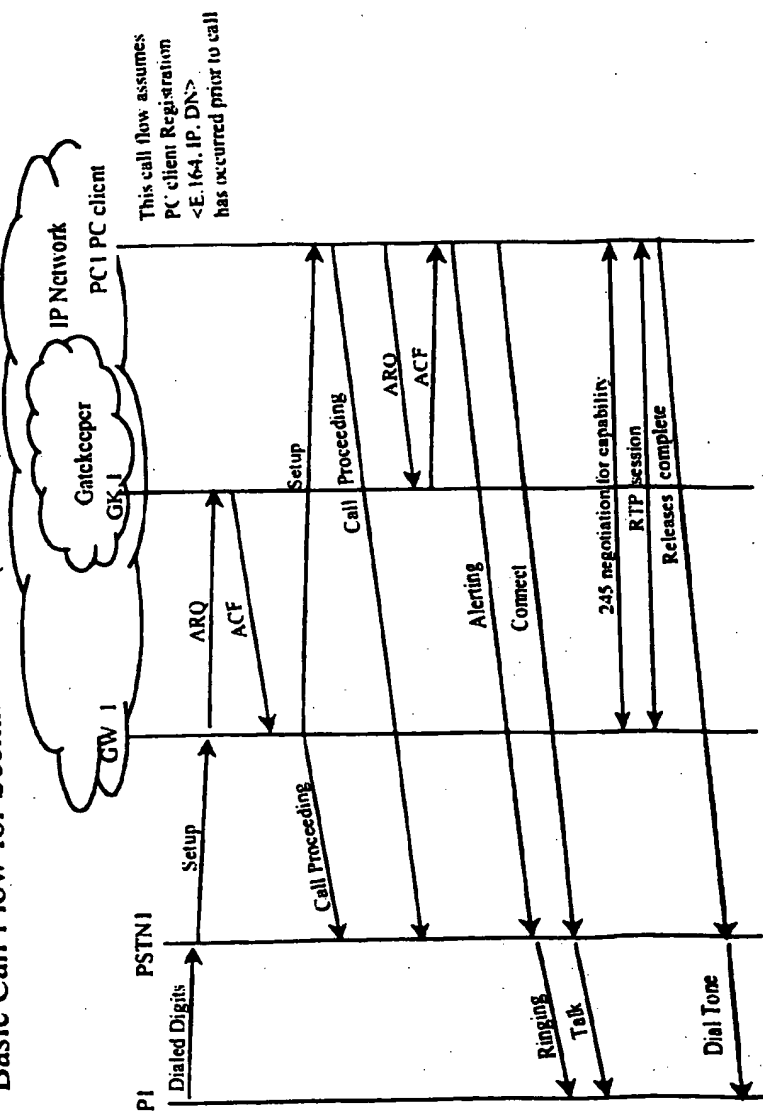 Basic Call Flow for
IP Network
PC1 PC client
Gatekeeper
GK 1
GW 1
PSTN1
P1
This call flow assumes
PC client Registration
<E.164. IP. DN>
has occurred prior to call
Dialed Digits
Setup
ARQ
ACF
Setup
Call Proceeding
Call Proceeding
ARQ
ACF
Alerting
Connect
Ringing
Talk
245 negotiation for capability
RTP session
Releases complete
Dial Tone